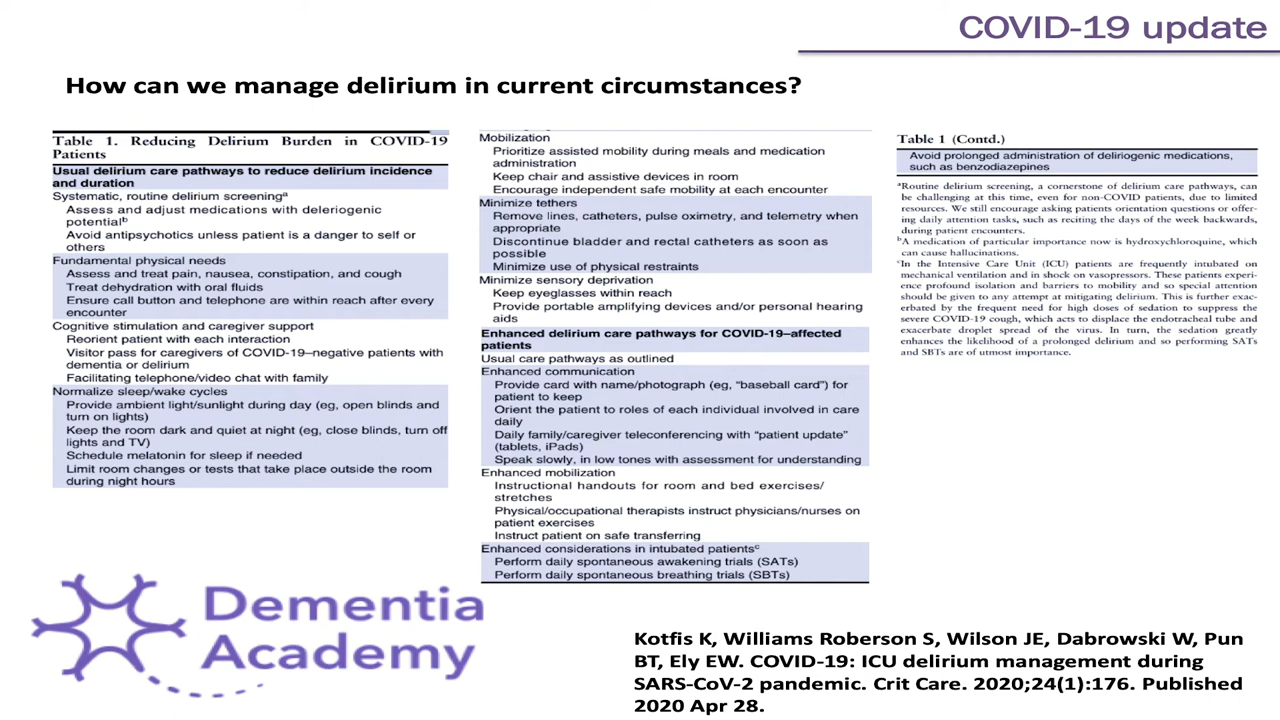 COVID-19 update
How can we manage delirium in current circumstances?
Table 1. Reducing Delirium Burden in COVID-19
Patients
Usual delirium care pathways to reduce delirium incidence
and duration
Systematic, routine delirium screeningª
Assess and adjust medications with deleriogenic
potentialᵇ
Avoid antipsychotics unless patient is a danger to self or
others
Fundamental physical needs
Assess and treat pain, nausea, constipation, and cough
Treat dehydration with oral fluids
Ensure call button and telephone are within reach after every
encounter
Cognitive stimulation and caregiver support
Reorient patient with each interaction
Visitor pass for caregivers of COVID-19–negative patients with
dementia or delirium
Facilitating telephone/video chat with family
Normalize sleep/wake cycles
Provide ambient light/sunlight during day (eg, open blinds and
turn on lights)
Keep the room dark and quiet at night (eg, close blinds, turn off
lights and TV)
Schedule melatonin for sleep if needed
Limit room changes or tests that take place outside the room
during night hours
Mobilization
Prioritize assisted mobility during meals and medication
administration
Keep chair and assistive devices in room
Encourage independent safe mobility at each encounter
Minimize tethers
Remove lines, catheters, pulse oximetry, and telemetry when
appropriate
Discontinue bladder and rectal catheters as soon as
possible
Minimize use of physical restraints
Minimize sensory deprivation
Keep eyeglasses within reach
Provide portable amplifying devices and/or personal hearing
aids
Enhanced delirium care pathways for COVID-19–affected
patients
Usual care pathways as outlined
Enhanced communication
Provide card with name/photograph (eg, “baseball card”) for
patient to keep
Orient the patient to roles of each individual involved in care
daily
Daily family/caregiver teleconferencing with “patient update”
(tablets, iPads)
Speak slowly, in low tones with assessment for understanding
Enhanced mobilization
Instructional handouts for room and bed exercises/
stretches
Physical/occupational therapists instruct physicians/nurses on
patient exercises
Instruct patient on safe transferring
Enhanced considerations in intubated patientsᶜ
Perform daily spontaneous awakening trials (SATs)
Perform daily spontaneous breathing trials (SBTs)
Table 1 (Contd.)
Avoid prolonged administration of deliriogenic medications,
such as benzodiazepines
ªRoutine delirium screening, a cornerstone of delirium care pathways, can
be challenging at this time, even for non-COVID patients, due to limited
resources. We still encourage asking patients orientation questions or offer-
ing daily attention tasks, such as reciting the days of the week backwards,
during patient encounters.
ᵇA medication of particular importance now is hydroxychloroquine, which
can cause hallucinations.
ᶜIn the Intensive Care Unit (ICU) patients are frequently intubated on
mechanical ventilation and in shock on vasopressors. These patients experi-
ence profound isolation and barriers to mobility and so special attention
should be given to any attempt at mitigating delirium. This is further exac-
erbated by the frequent need for high doses of sedation to suppress the
severe COVID-19 cough, which acts to displace the endotracheal tube and
exacerbate droplet spread of the virus. In turn, the sedation greatly
enhances the likelihood of a prolonged delirium and so performing SATs
and SBTs are of utmost importance.
Dementia
Academy
Kotfis K, Williams Roberson S, Wilson JE, Dabrowski W, Pun
BT, Ely EW. COVID-19: ICU delirium management during
SARS-CoV-2 pandemic. Crit Care. 2020;24(1):176. Published
2020 Apr 28.